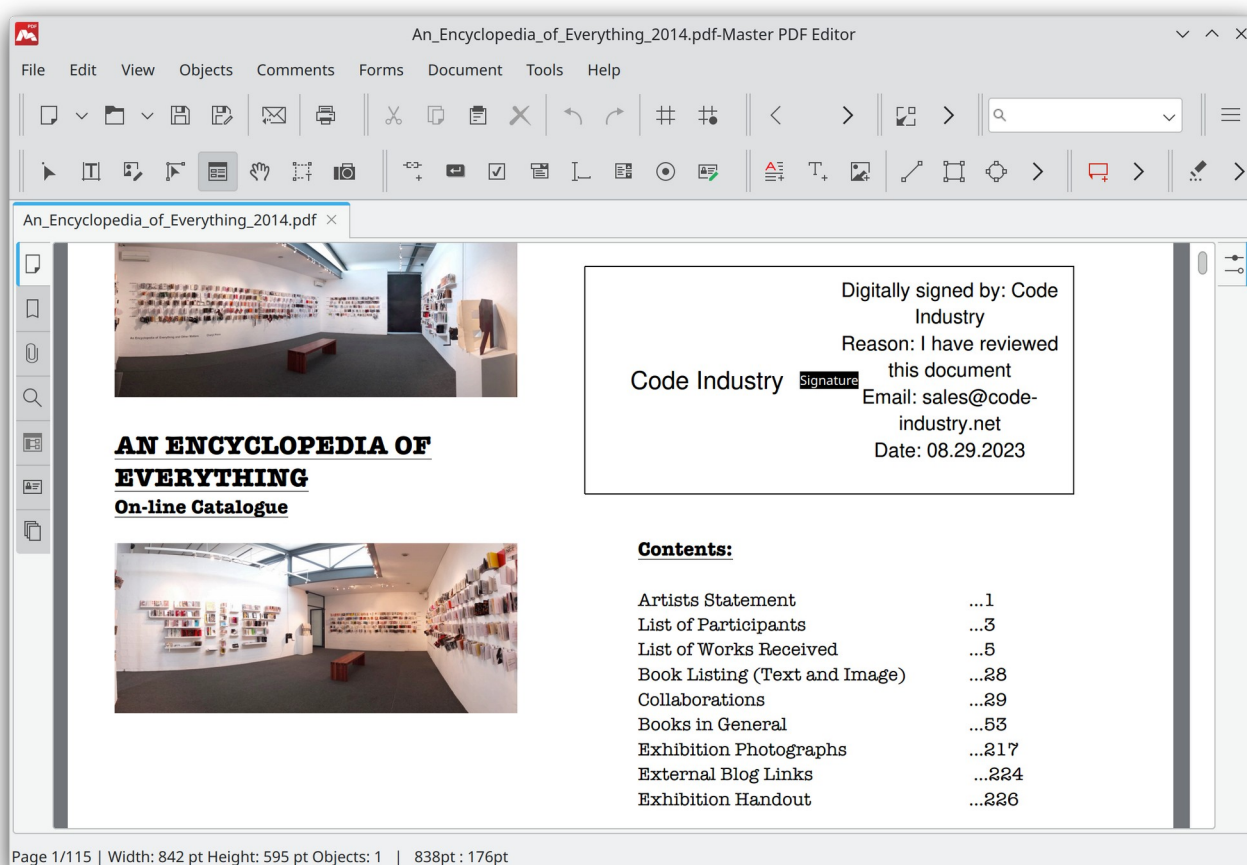 An_Encyclopedia_of_Everything_2014.pdf-Master PDF Editor
File Edit View Objects Comments Forms Document Tools Help
An_Encyclopedia_of_Everything_2014.pdf
AN ENCYCLOPEDIA OF
EVERYTHING
On-line Catalogue
Code Industry
Signature
Digitally signed by: Code
Industry
Reason: I have reviewed
this document
Email: sales@code-
industry.net
Date: 08.29.2023
Contents:
Artists Statement ...1
List of Participants ...3
List of Works Received ...5
Book Listing (Text and Image) ...28
Collaborations ...29
Books in General ...53
Exhibition Photographs ...217
External Blog Links ...224
Exhibition Handout ...226
Page 1/115 | Width: 842 pt Height: 595 pt Objects: 1 | 838pt : 176pt